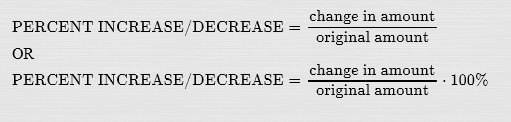 PERCENT INCREASE/DECREASE = change in amount / original amount
OR
PERCENT INCREASE/DECREASE = change in amount / original amount · 100%